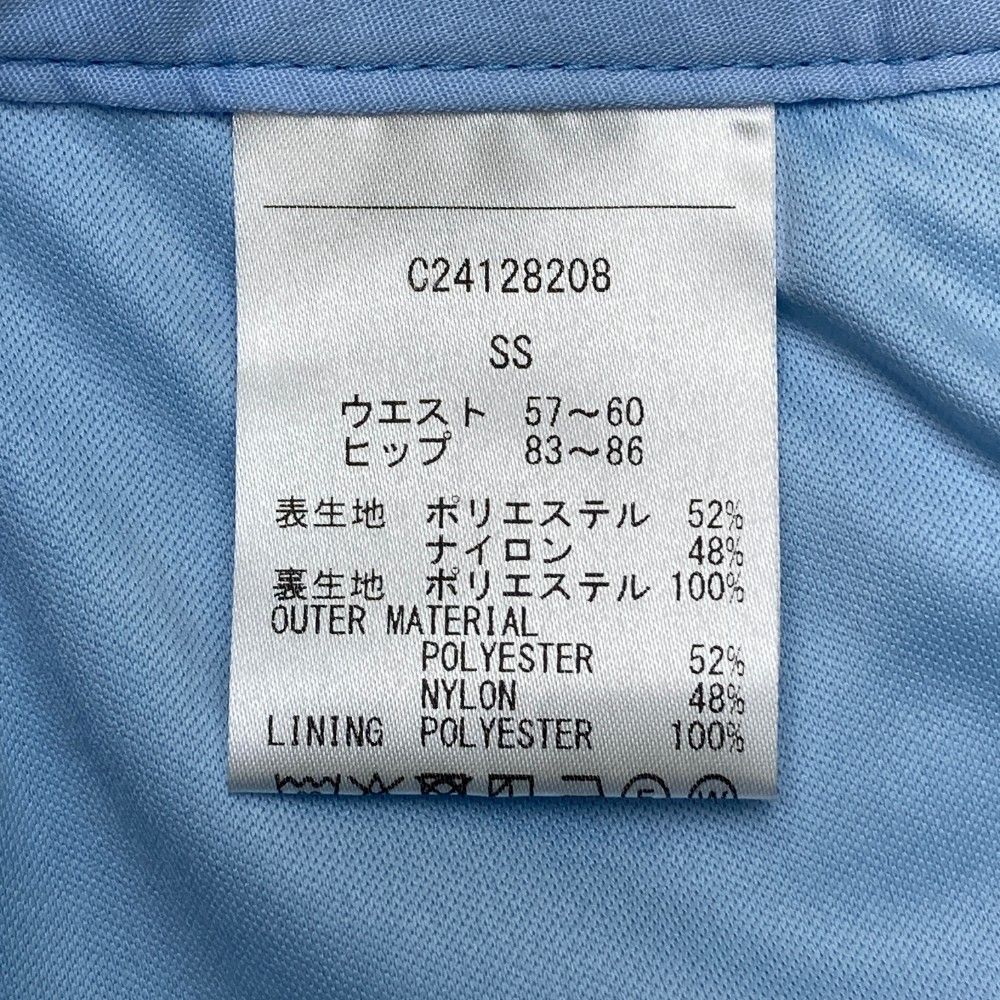 C24128208
SS
ウエスト 57～60
ヒップ 83～86
表生地 ポリエステル 52%
ナイロン 48%
裏生地 ポリエステル 100%
OUTER MATERIAL
POLYESTER 52%
NYLON 48%
LINING POLYESTER 100%